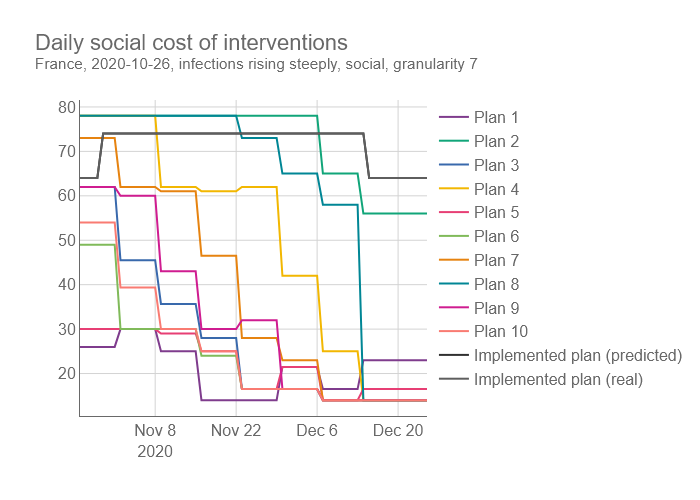 Daily social cost of interventions
France, 2020-10-26, infections rising steeply, social, granularity 7
80
70
60
50
40
30
20
Nov 8
2020
Nov 22
Dec 6
Dec 20
Plan 1
Plan 2
Plan 3
Plan 4
Plan 5
Plan 6
Plan 7
Plan 8
Plan 9
Plan 10
Implemented plan (predicted)
Implemented plan (real)